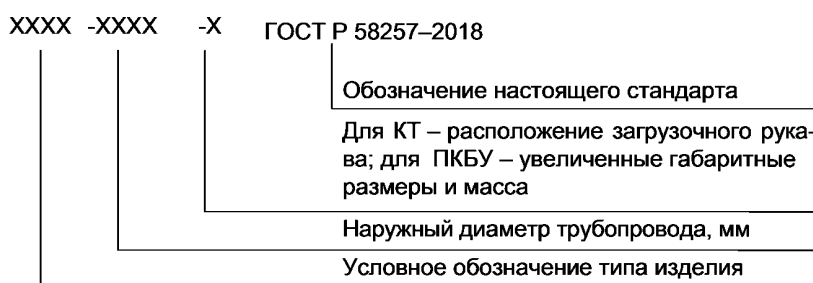 XXXX -XXXX -X ГОСТ Р 58257–2018
Обозначение настоящего стандарта
Для КТ – расположение загрузочного рука-
ва; для ПКБУ – увеличенные габаритные
размеры и масса
Наружный диаметр трубопровода, мм
Условное обозначение типа изделия